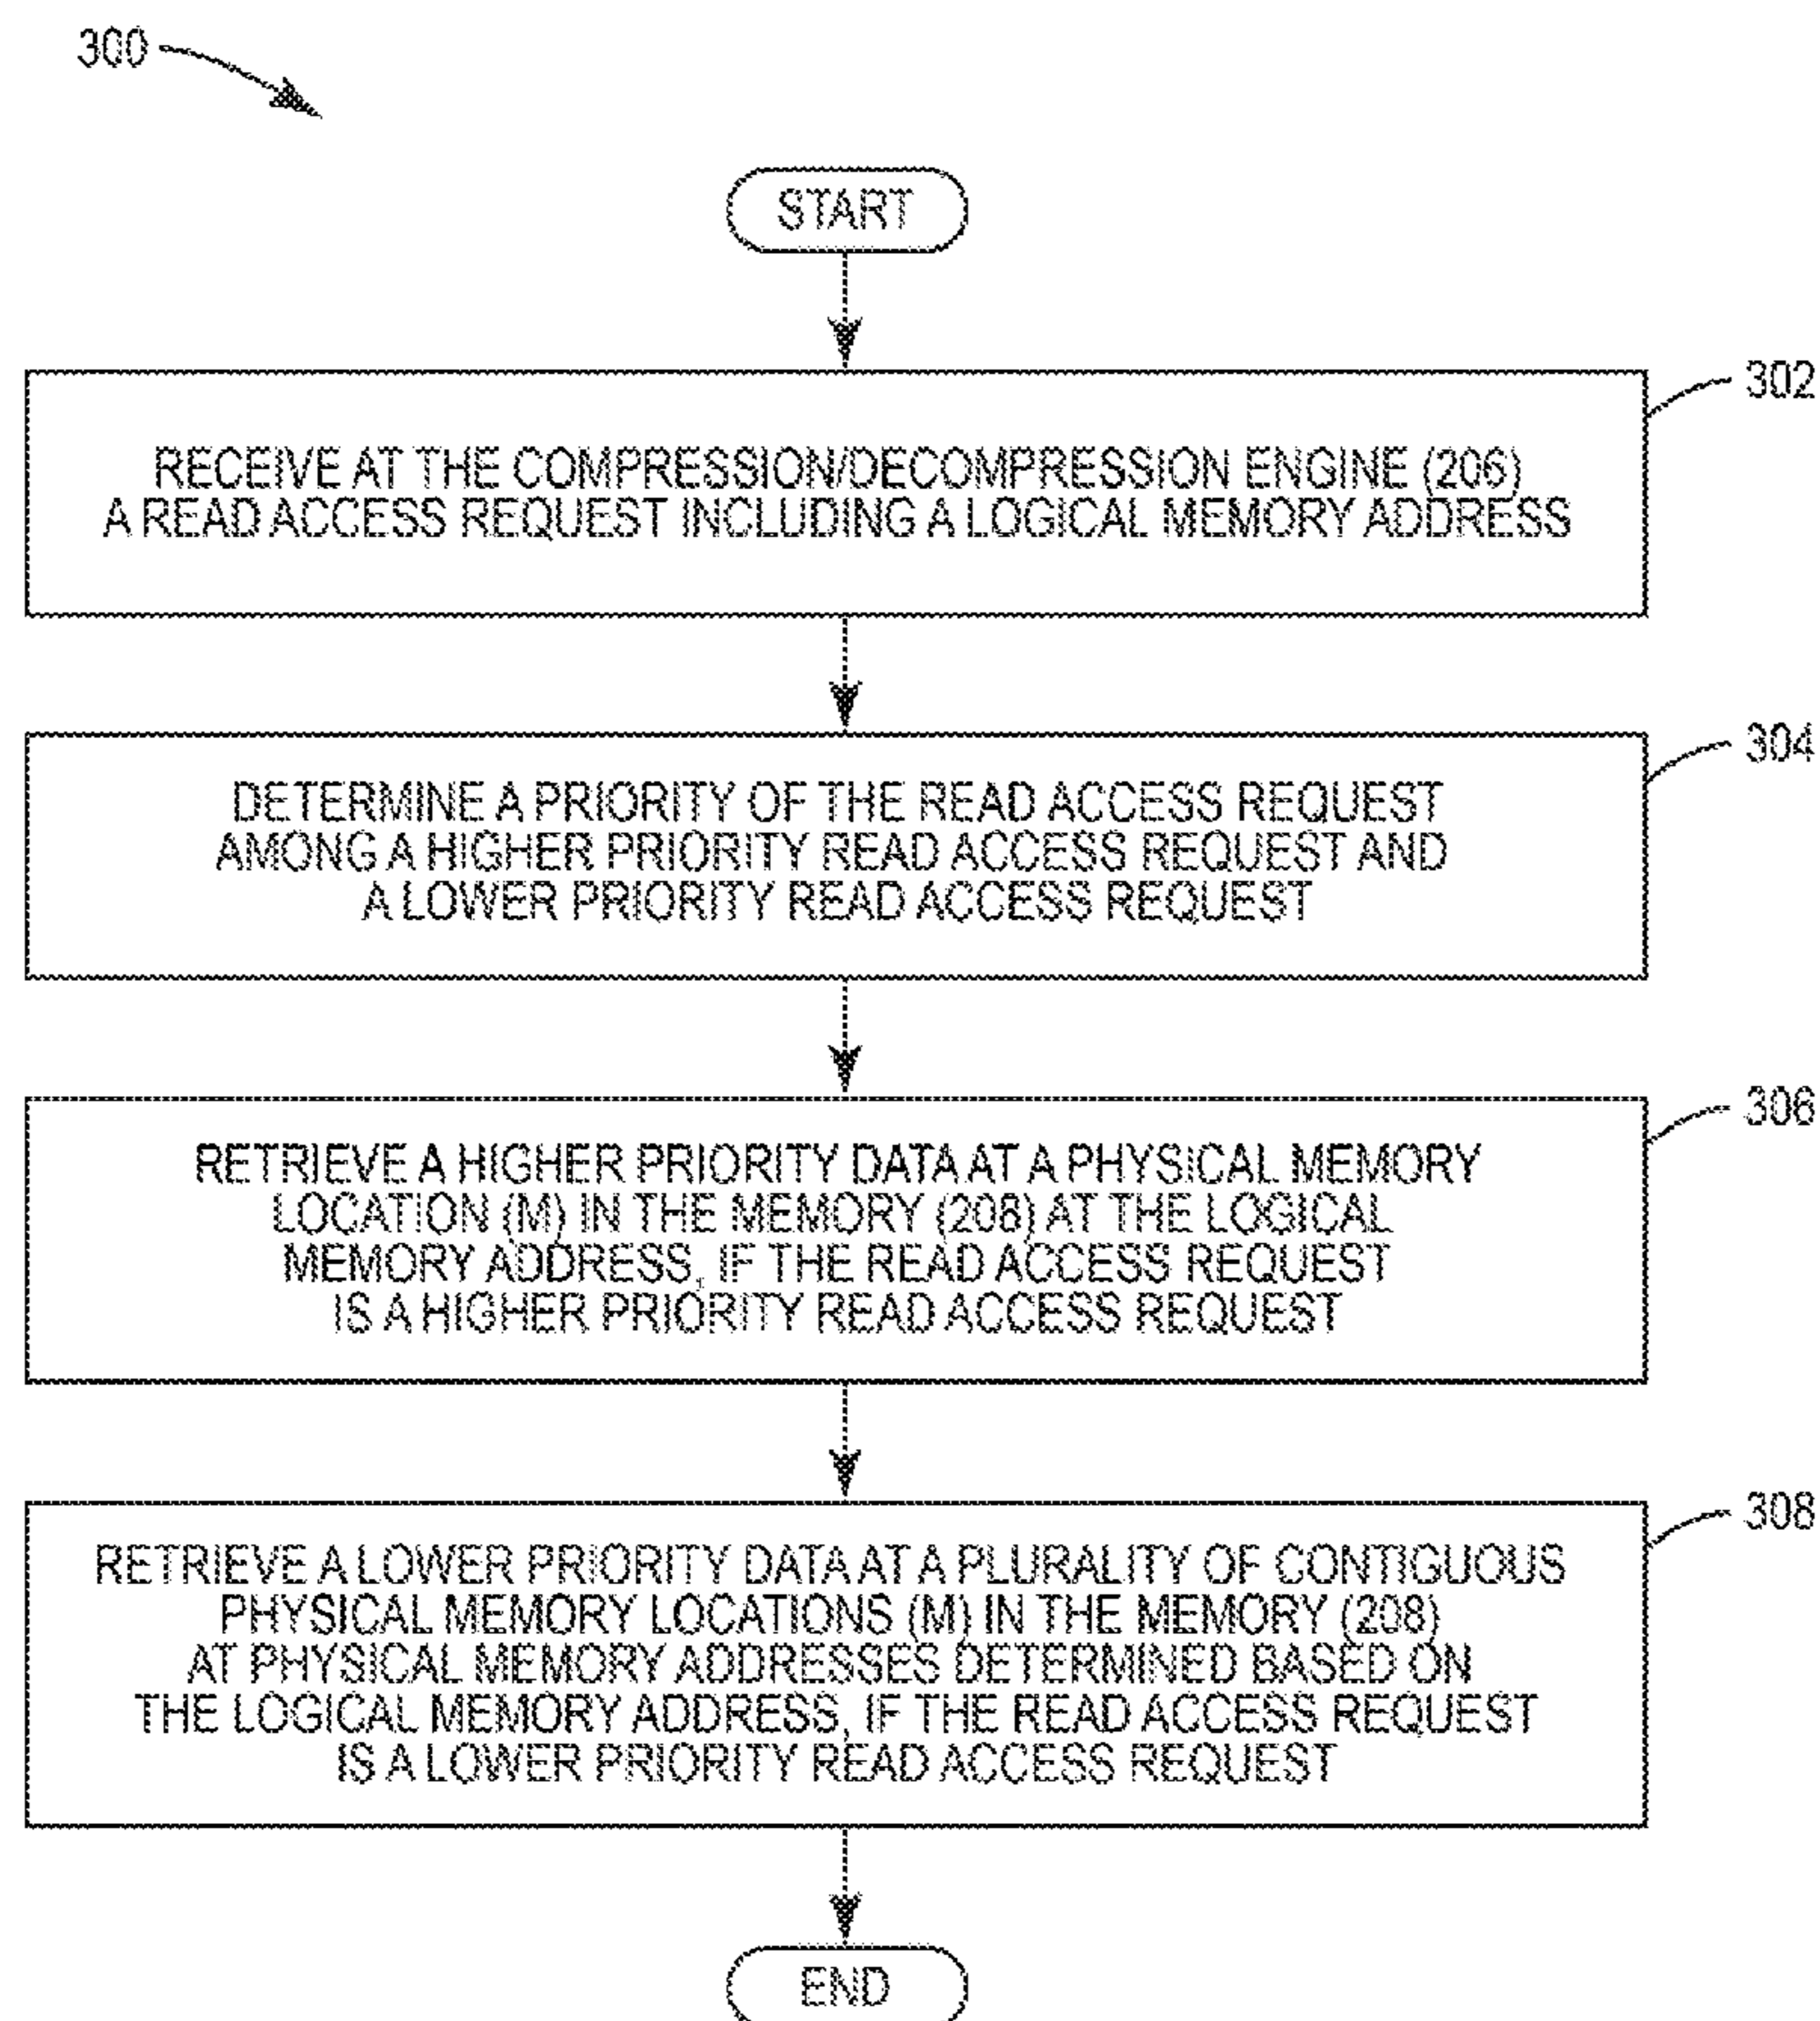 300
START
302
RECEIVE AT THE COMPRESSION/DECOMPRESSION ENGINE (206)
A READ ACCESS REQUEST INCLUDING A LOGICAL MEMORY ADDRESS
304
DETERMINE A PRIORITY OF THE READ ACCESS REQUEST
AMONG A HIGHER PRIORITY READ ACCESS REQUEST AND
A LOWER PRIORITY READ ACCESS REQUEST
306
RETRIEVE A HIGHER PRIORITY DATA AT A PHYSICAL MEMORY
LOCATION (M) IN THE MEMORY (208) AT THE LOGICAL
MEMORY ADDRESS, IF THE READ ACCESS REQUEST
IS A HIGHER PRIORITY READ ACCESS REQUEST
308
RETRIEVE A LOWER PRIORITY DATA AT A PLURALITY OF CONTIGUOUS
PHYSICAL MEMORY LOCATIONS (M) IN THE MEMORY (208)
AT PHYSICAL MEMORY ADDRESSES DETERMINED BASED ON
THE LOGICAL MEMORY ADDRESS, IF THE READ ACCESS REQUEST
IS A LOWER PRIORITY READ ACCESS REQUEST
END